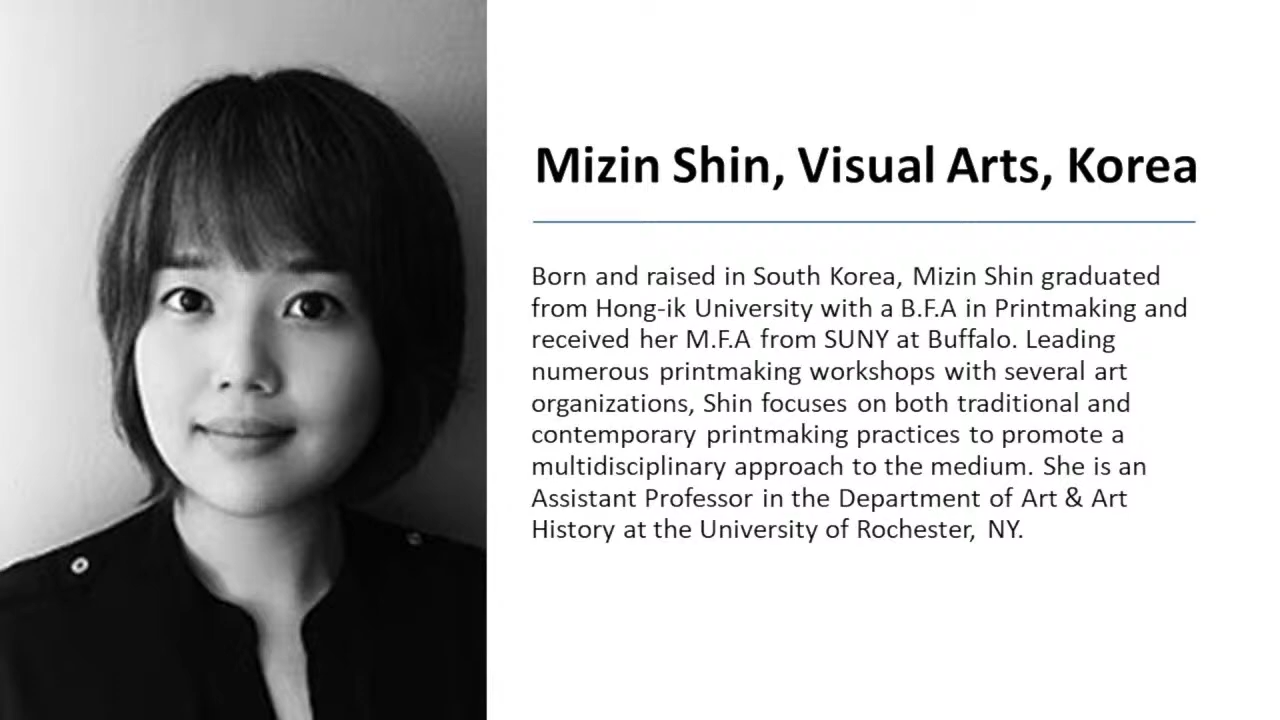 Mizin Shin, Visual Arts, Korea
Born and raised in South Korea, Mizin Shin graduated
from Hong-ik University with a B.F.A in Printmaking and
received her M.F.A from SUNY at Buffalo. Leading
numerous printmaking workshops with several art
organizations, Shin focuses on both traditional and
contemporary printmaking practices to promote a
multidisciplinary approach to the medium. She is an
Assistant Professor in the Department of Art & Art
History at the University of Rochester, NY.